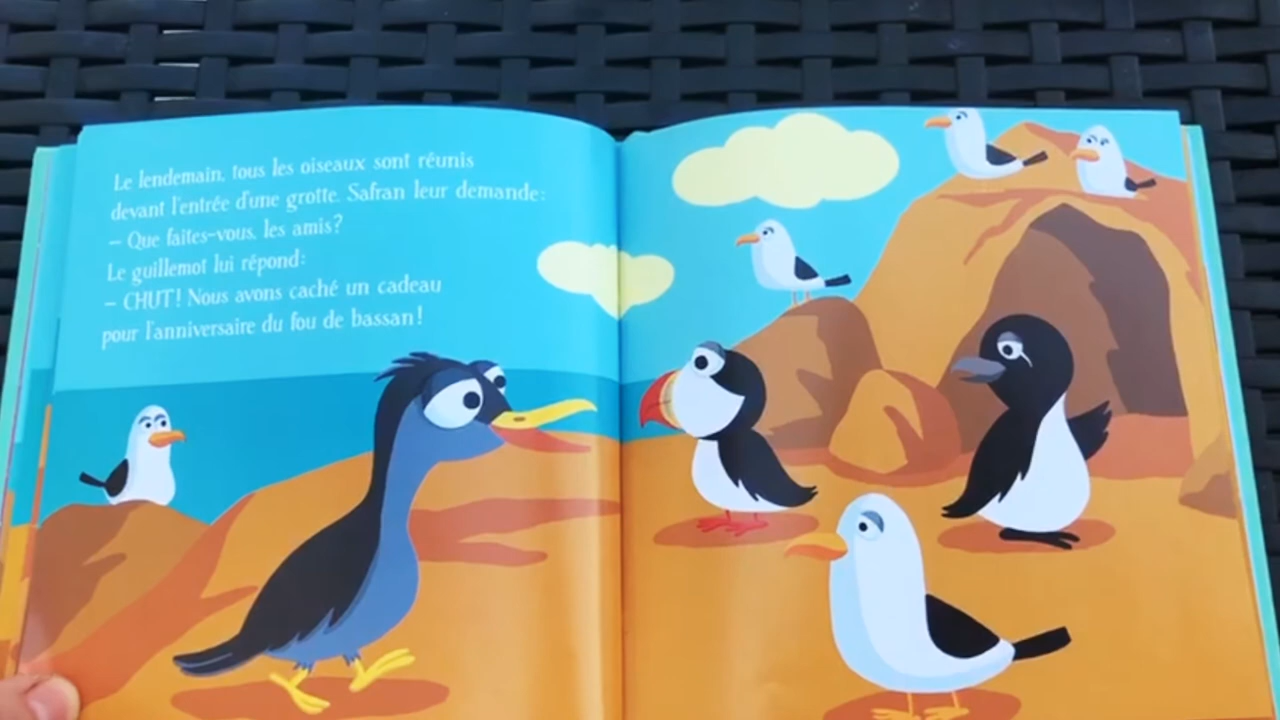 Le lendemain, tous les oiseaux sont réunis
devant l'entrée d'une grotte. Safran leur demande:
– Que faites-vous, les amis?
Le guillemot lui répond:
– CHUT! Nous avons caché un cadeau
pour l'anniversaire du fou de bassan!